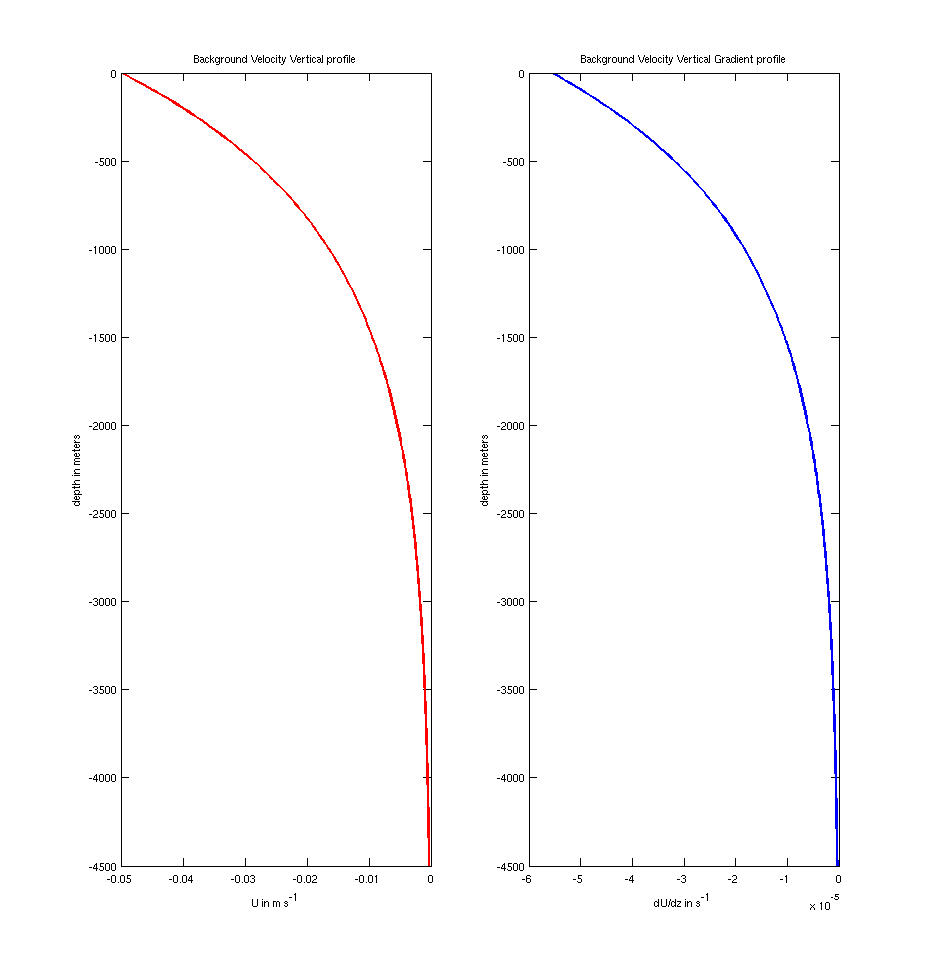 Background Velocity Vertical profile
0
-500
-1000
-1500
-2000
-2500
-3000
-3500
-4000
-4500
depth in meters
-0.05 -0.04 -0.03 -0.02 -0.01 0
U in m s-1
Background Velocity Vertical Gradient profile
0
-500
-1000
-1500
-2000
-2500
-3000
-3500
-4000
-4500
depth in meters
-6 -5 -4 -3 -2 -1 0
dU/dz in s-1
x 10-5